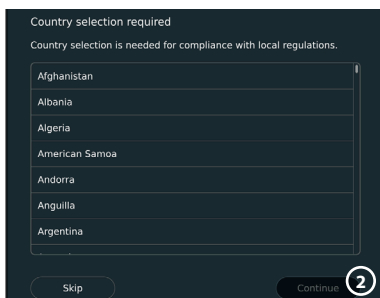 Country selection required
Country selection is needed for compliance with local regulations.
Afghanistan
Albania
Algeria
American Samoa
Andorra
Anguilla
Argentina
Skip
Continue
2